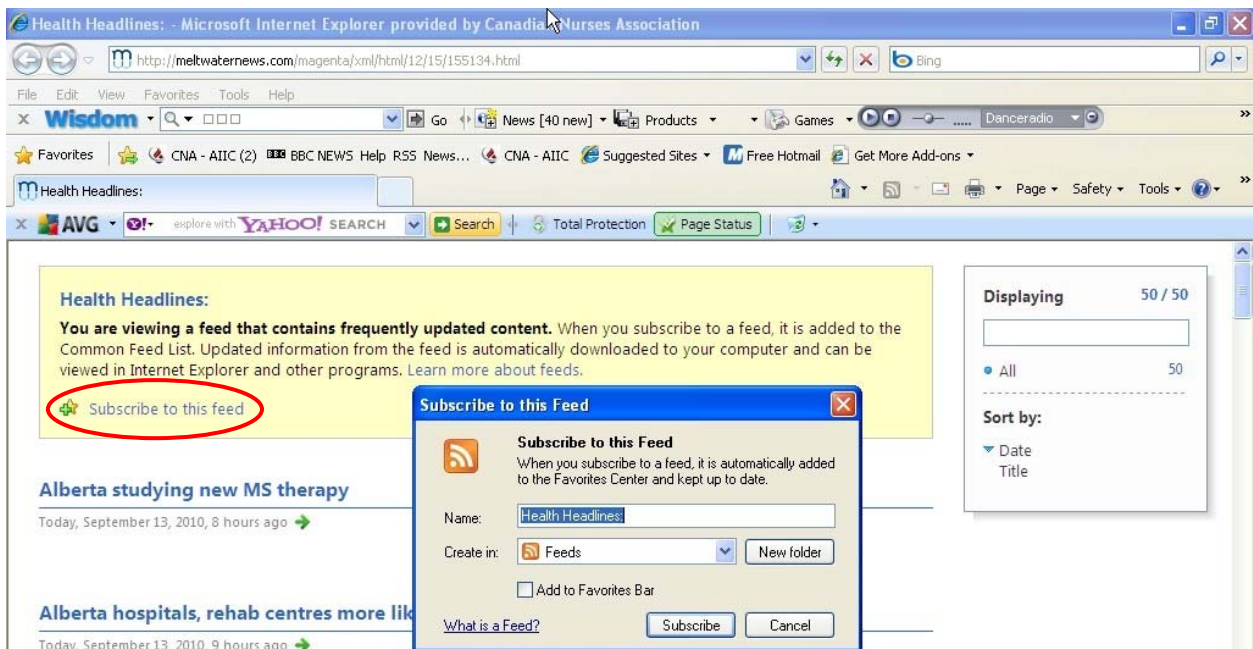 Health Headlines: - Microsoft Internet Explorer provided by Canadian Nurses Association
http://meltwaternews.com/magenta/xml/html/12/15/155134.html
Bing
File Edit View Favorites Tools Help
x Wisdom Go News [40 new] Products Games ..... Danceradio »
Favorites CNA - AIIC (2) BBC NEWS Help RSS News... CNA - AIIC Suggested Sites Free Hotmail Get More Add-ons
Health Headlines: Page Safety Tools »
x AVG explore with YAHOO! SEARCH Search Total Protection Page Status
Health Headlines:
You are viewing a feed that contains frequently updated content. When you subscribe to a feed, it is added to the
Common Feed List. Updated information from the feed is automatically downloaded to your computer and can be
viewed in Internet Explorer and other programs. Learn more about feeds.
Subscribe to this feed
Displaying 50 / 50
All 50
Sort by:
Date
Title
Subscribe to this Feed
Subscribe to this Feed
When you subscribe to a feed, it is automatically added
to the Favorites Center and kept up to date.
Name: Health Headlines:
Create in: Feeds New folder
Add to Favorites Bar
What is a Feed? Subscribe Cancel
Alberta studying new MS therapy
Today, September 13, 2010, 8 hours ago
Alberta hospitals, rehab centres more lik
Today, September 13, 2010, 9 hours ago